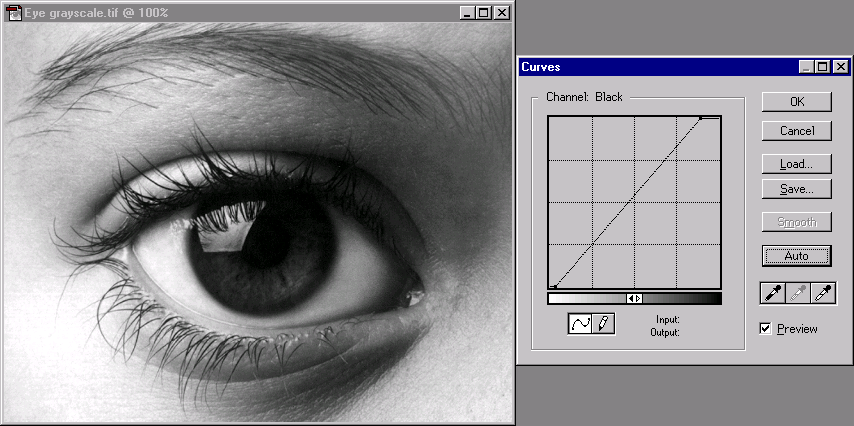 Eye grayscale.tif @ 100%
Curves
Channel: Black
OK
Cancel
Load...
Save...
Smooth
Auto
Input:
Output:
Preview